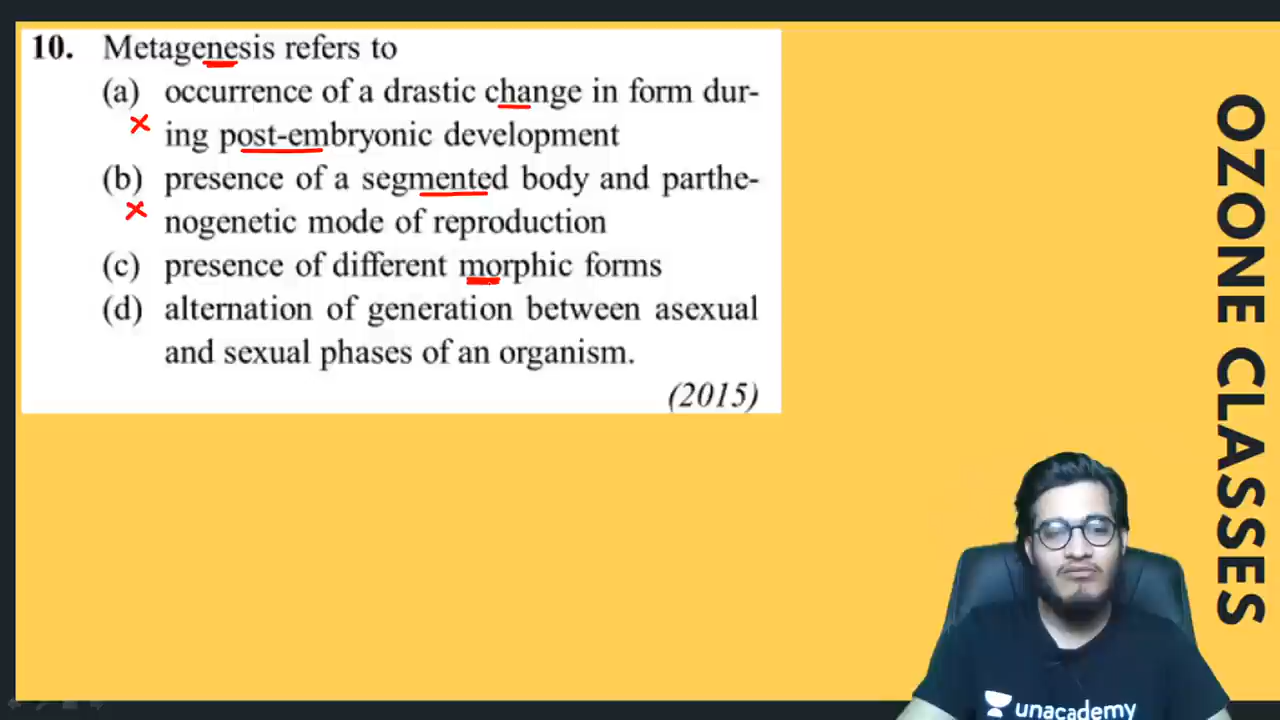 10. Metagenesis refers to
(a) occurrence of a drastic change in form dur-
ing post-embryonic development
(b) presence of a segmented body and parthe-
nogenetic mode of reproduction
(c) presence of different morphic forms
(d) alternation of generation between asexual
and sexual phases of an organism.
(2015)
OZONE CLASSES
unacademy